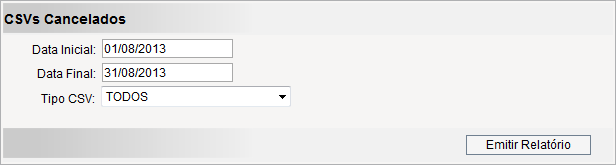 CSVs Cancelados
Data Inicial: 01/08/2013
Data Final: 31/08/2013
Tipo CSV: TODOS
Emitir Relatório